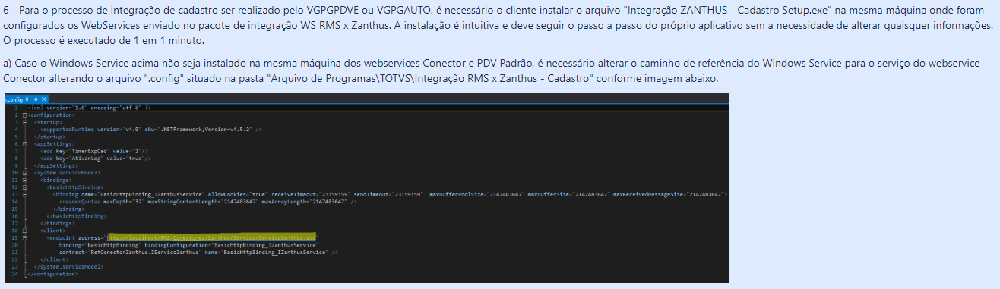 6 - Para o processo de integração de cadastro ser realizado pelo VGPGPDVE ou VGPGAUTO, é necessário o cliente instalar o arquivo "Integração ZANTHUS - Cadastro Setup.exe" na mesma máquina onde foram
configurados os WebServices enviado no pacote de integração WS RMS x Zanthus. A instalação é intuitiva e deve seguir o passo a passo do próprio aplicativo sem a necessidade de alterar quaisquer informações.
O processo é executado de 1 em 1 minuto.
a) Caso o Windows Service acima não seja instalado na mesma máquina dos webservices Conector e PDV Padrão, é necessário alterar o caminho de referência do Windows Service para o serviço do webservice
Conector alterando o arquivo ".config" situado na pasta "Arquivo de Programas\TOTVS\Integração RMS x Zanthus - Cadastro" conforme imagem abaixo.
.config
1 <?xml version="1.0" encoding="utf-8" ?>
2 <configuration>
3 <startup>
4 <supportedRuntime version="v4.0" sku=".NETFramework,Version=v4.5.2" />
5 </startup>
6 <appSettings>
7 <add key="TimerExpCad" value="1"/>
8 <add key="AtivarLog" value="true"/>
9 </appSettings>
10 <system.serviceModel>
11 <bindings>
12 <basicHttpBinding>
13 <binding name="BasicHttpBinding_IZanthusService" allowCookies="true" receiveTimeout="23:59:59" sendTimeout="23:59:59" maxBufferPoolSize="2147483647" maxBufferSize="2147483647" maxReceivedMessageSize="2147483647">
14 <readerQuotas maxDepth="32" maxStringContentLength="2147483647" maxArrayLength="2147483647" />
15 </binding>
16 </basicHttpBinding>
17 </bindings>
18 <client>
19 <endpoint address="http://localhost/RMS/Conectores/Zanthus/Servico/ServicoZanthus.svc"
20 binding="basicHttpBinding" bindingConfiguration="BasicHttpBinding_IZanthusService"
21 contract="RefConectorZanthus.IServicoZanthus" name="BasicHttpBinding_IZanthusService" />
22 </client>
23 </system.serviceModel>
24 </configuration>